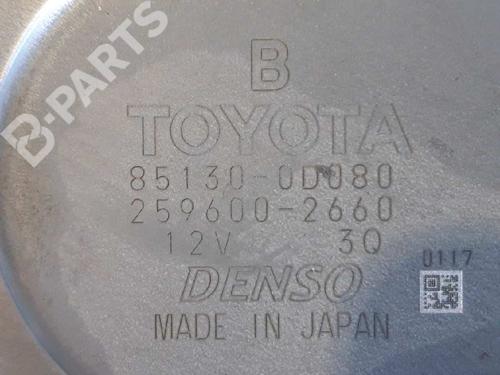 B-PARTS
B
TOYOTA
85130-0D080
259600-2660
12V 3Q
0117
DENSO
MADE IN JAPAN